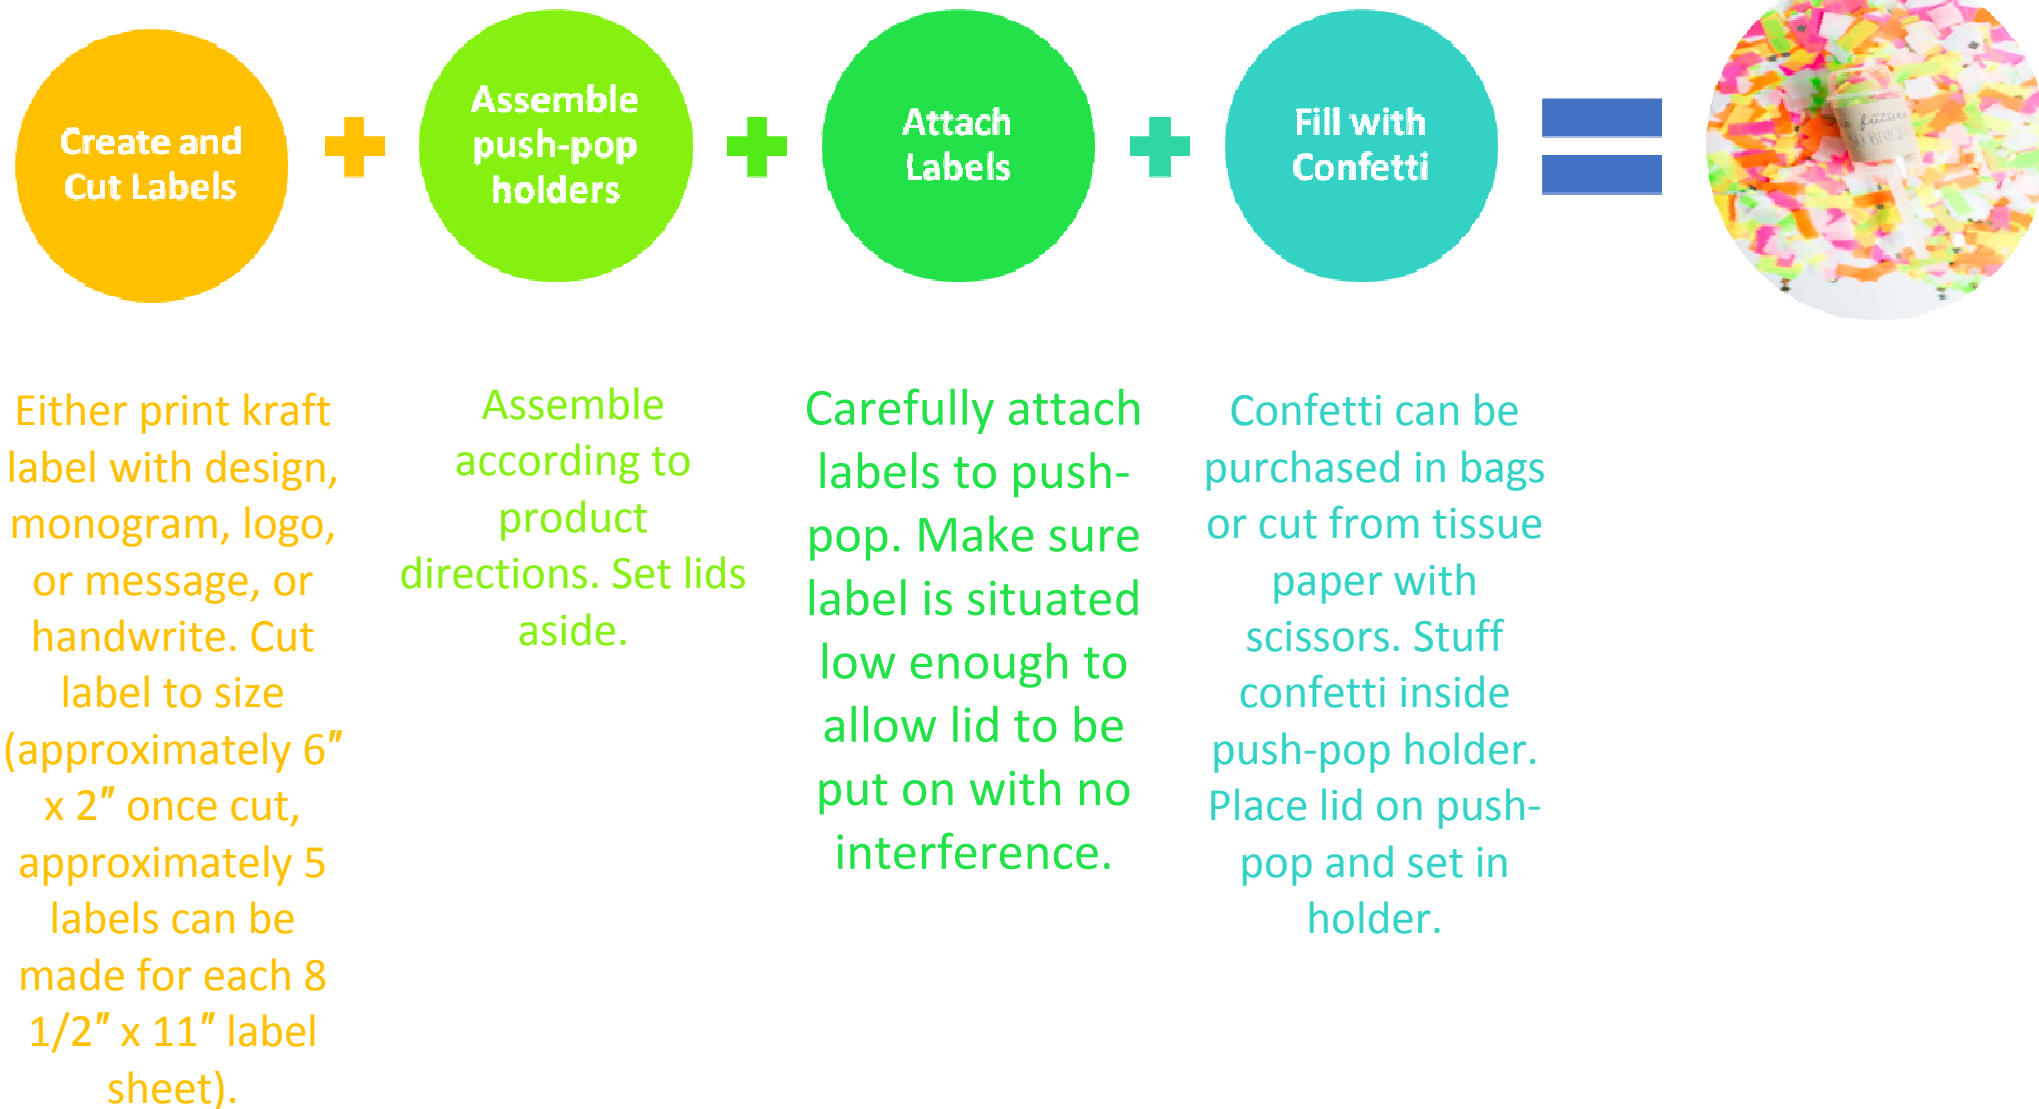 Create and
Cut Labels
Assemble
push-pop
holders
Attach
Labels
Fill with
Confetti
future
Either print kraft
label with design,
monogram, logo,
or message, or
handwrite. Cut
label to size
(approximately 6″
x 2″ once cut,
approximately 5
labels can be
made for each 8
1/2″ x 11″ label
sheet).
Assemble
according to
product
directions. Set lids
aside.
Carefully attach
labels to push-
pop. Make sure
label is situated
low enough to
allow lid to be
put on with no
interference.
Confetti can be
purchased in bags
or cut from tissue
paper with
scissors. Stuff
confetti inside
push-pop holder.
Place lid on push-
pop and set in
holder.